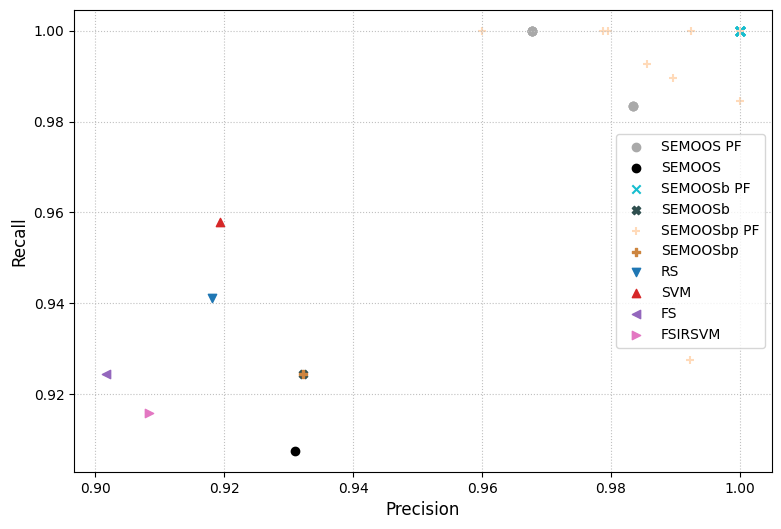 1.00
0.98
0.96
0.94
0.92
Recall
SEMOOS PF
SEMOOS
SEMOOSb PF
SEMOOSb
SEMOOSbp PF
SEMOOSbp
RS
SVM
FS
FSIRSVM
0.90 0.92 0.94 0.96 0.98 1.00
Precision